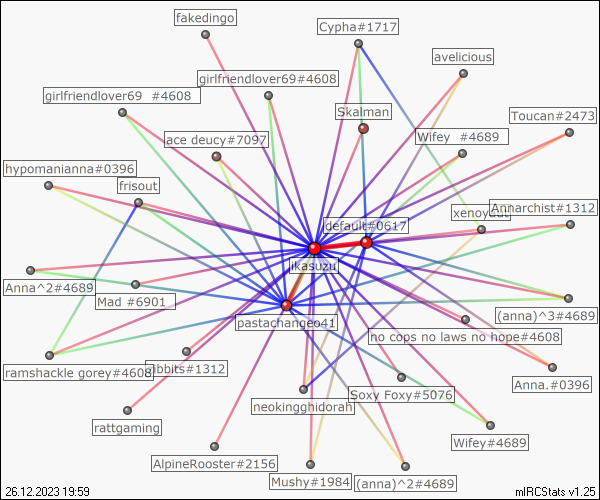 fakedingo
Cypha#1717
avelicious
girlfriendlover69#4608
girlfriendlover69 #4608
Skalman
Toucan#2473
ace deucy#7097
Wifey #4689
hypomanianna#0396
frisout
Annarchist#1312
default#0617
ikasuzu
Anna^2#4689
Mad #6901
(anna)^3#4689
pastachangeo41
no cops no laws no hope#4608
ramshackle gorey#4608
Anna.#0396
Soxy Foxy#5076
neokingghidorah
rattgaming
Wifey#4689
AlpineRooster#2156
Mushy#1984
(anna)^2#4689
26.12.2023 19:59
mIRCStats v1.25